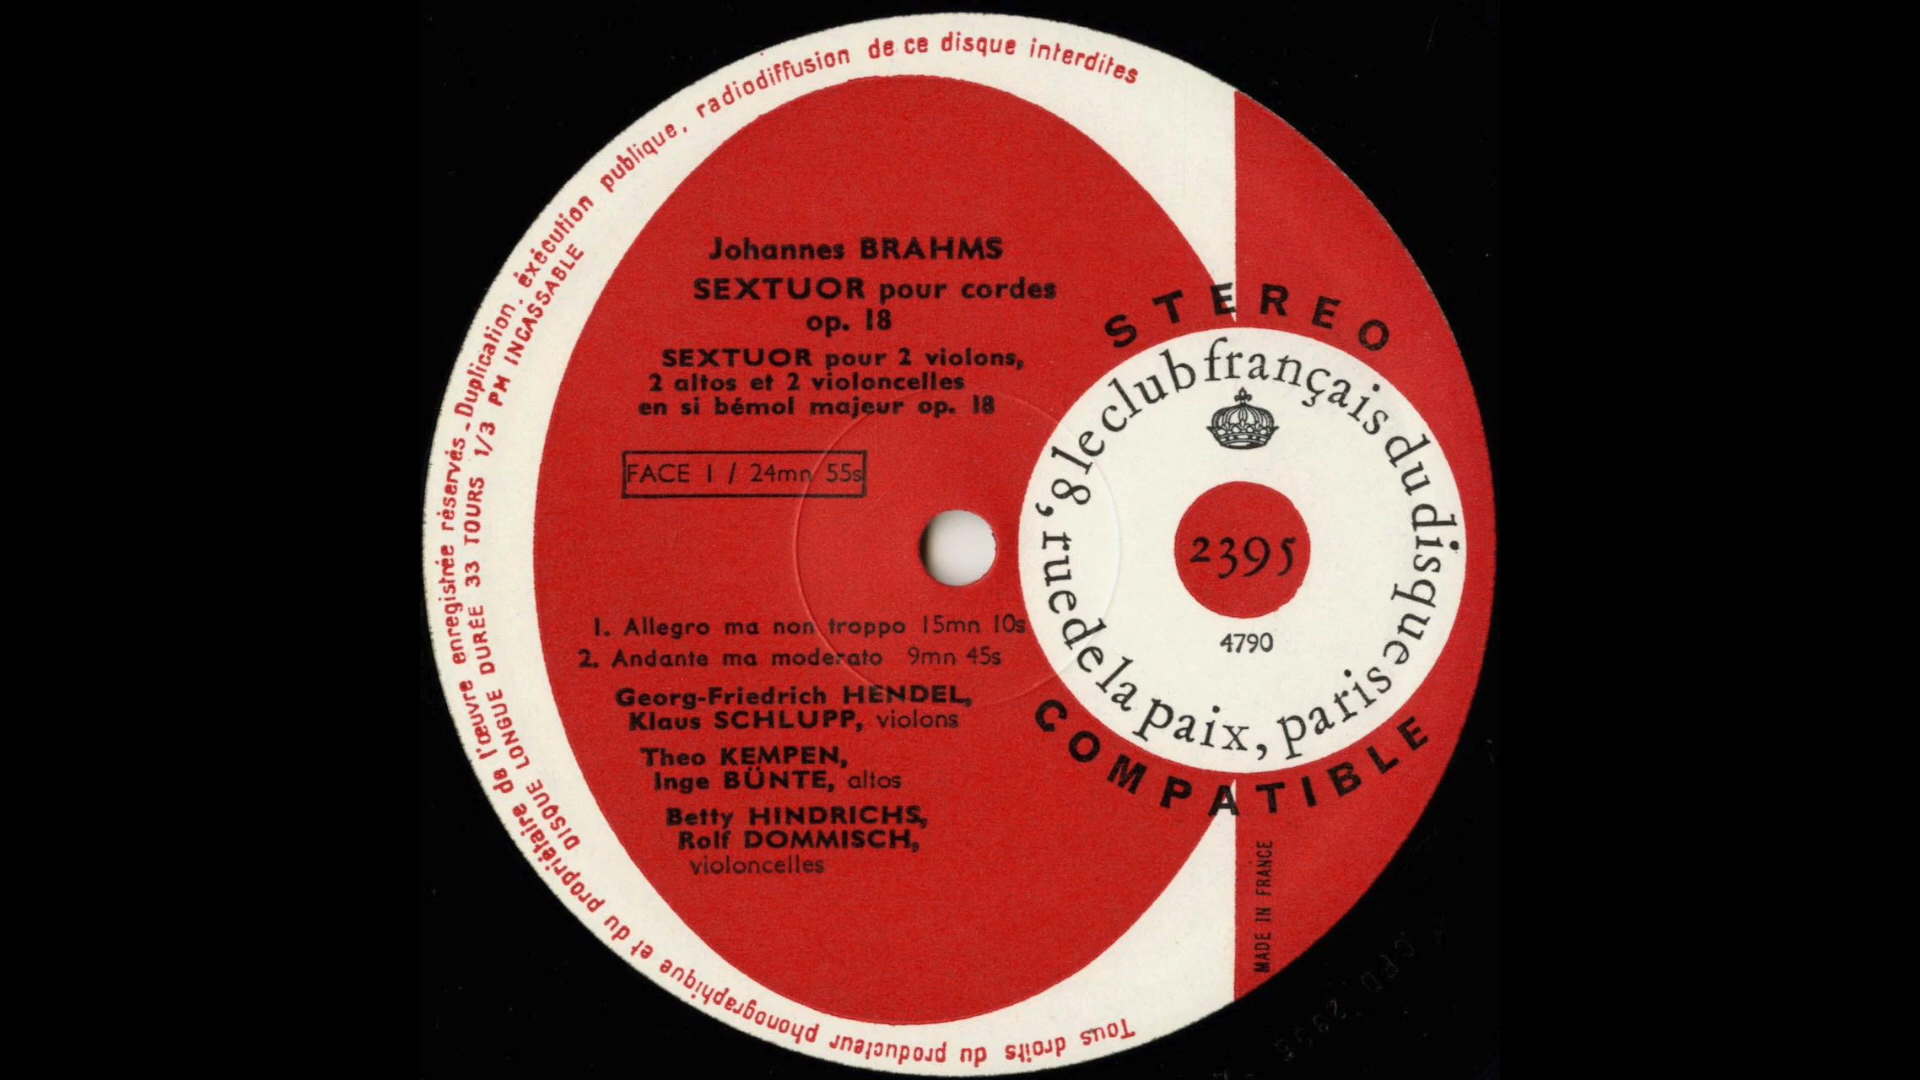 Tous droits du producteur phonographique et du propriétaire de l'œuvre enregistrée réservés - Duplication, éxécution publique, radiodiffusion de ce disque interdites
DISQUE LONGUE DURÉE 33 TOURS 1/3 PM INCASSABLE
Johannes BRAHMS
SEXTUOR pour cordes
op. 18
SEXTUOR pour 2 violons,
2 altos et 2 violoncelles
en si bémol majeur op. 18
FACE 1 / 24mn 55s
1. Allegro ma non troppo 15mn 10s
2. Andante ma moderato 9mn 45s
Georg-Friedrich HENDEL,
Klaus SCHLUPP, violons
Theo KEMPEN,
Inge BÜNTE, altos
Betty HINDRICHS,
Rolf DOMMISCH,
violoncelles
STEREO
le club français du disque
8, rue de la paix, paris
2395
4790
COMPATIBLE
MADE IN FRANCE